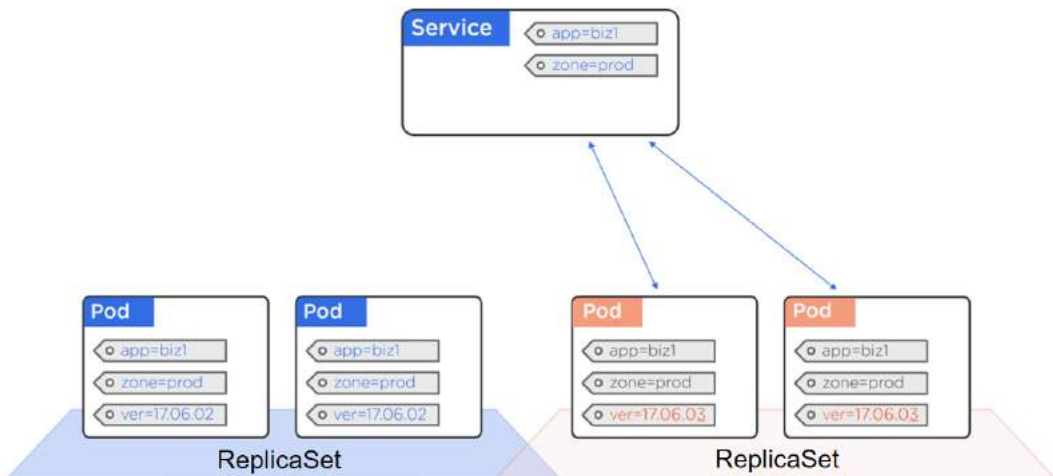 Service
app=biz1
zone=prod
Pod
app=biz1
zone=prod
ver=17.06.02
Pod
app=biz1
zone=prod
ver=17.06.02
Pod
app=biz1
zone=prod
ver=17.06.03
Pod
app=biz1
zone=prod
ver=17.06.03
ReplicaSet
ReplicaSet